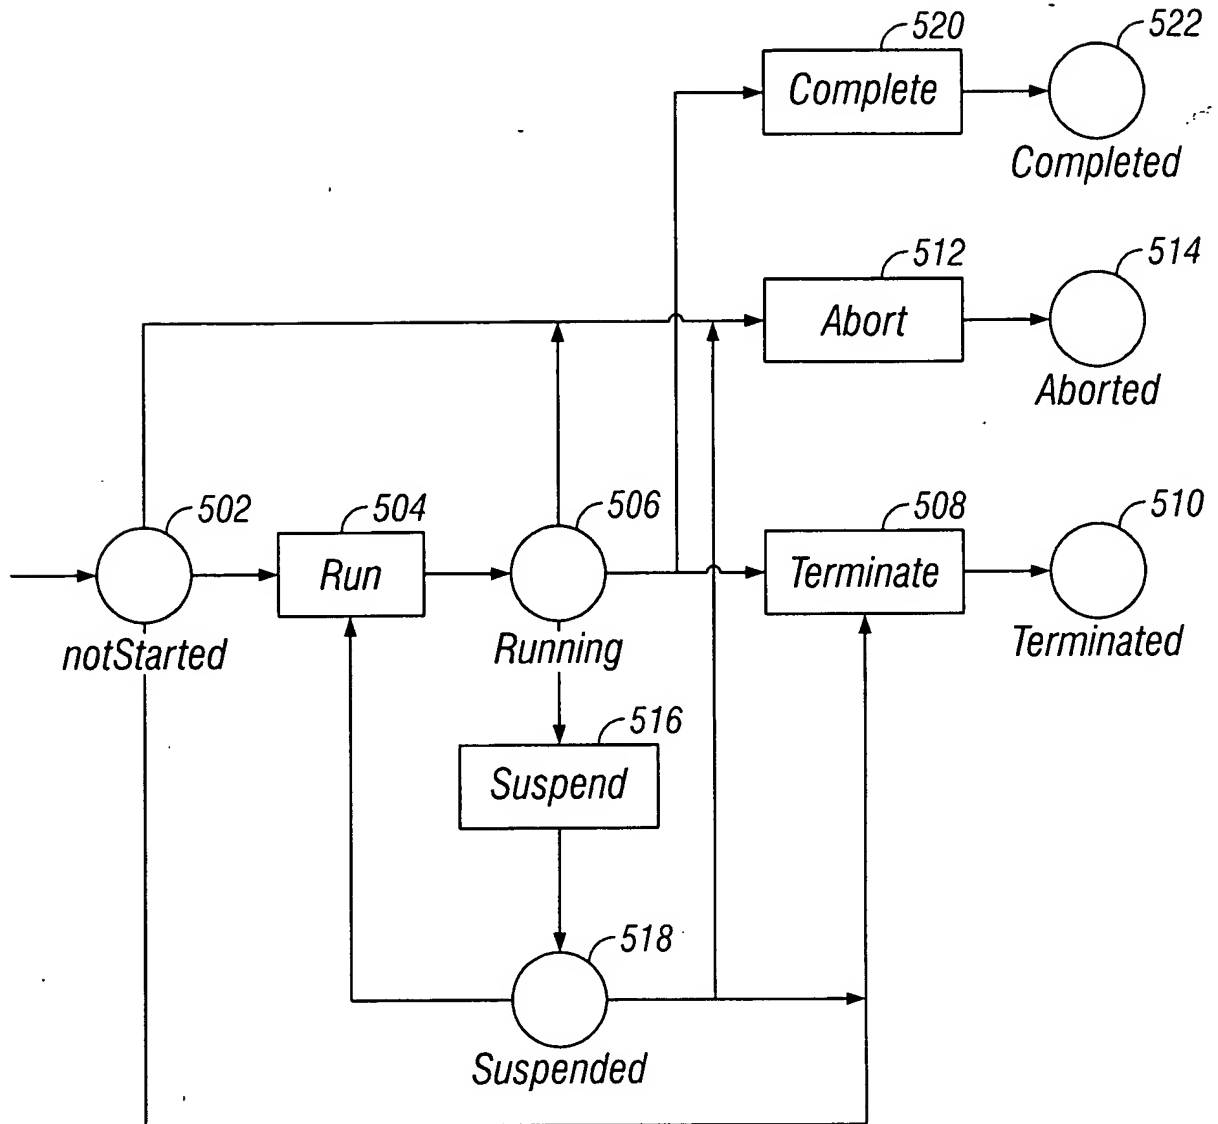 520
522
Complete
Completed
512
514
Abort
Aborted
502
504
506
508
510
Run
Terminate
notStarted
Running
Terminated
516
Suspend
518
Suspended